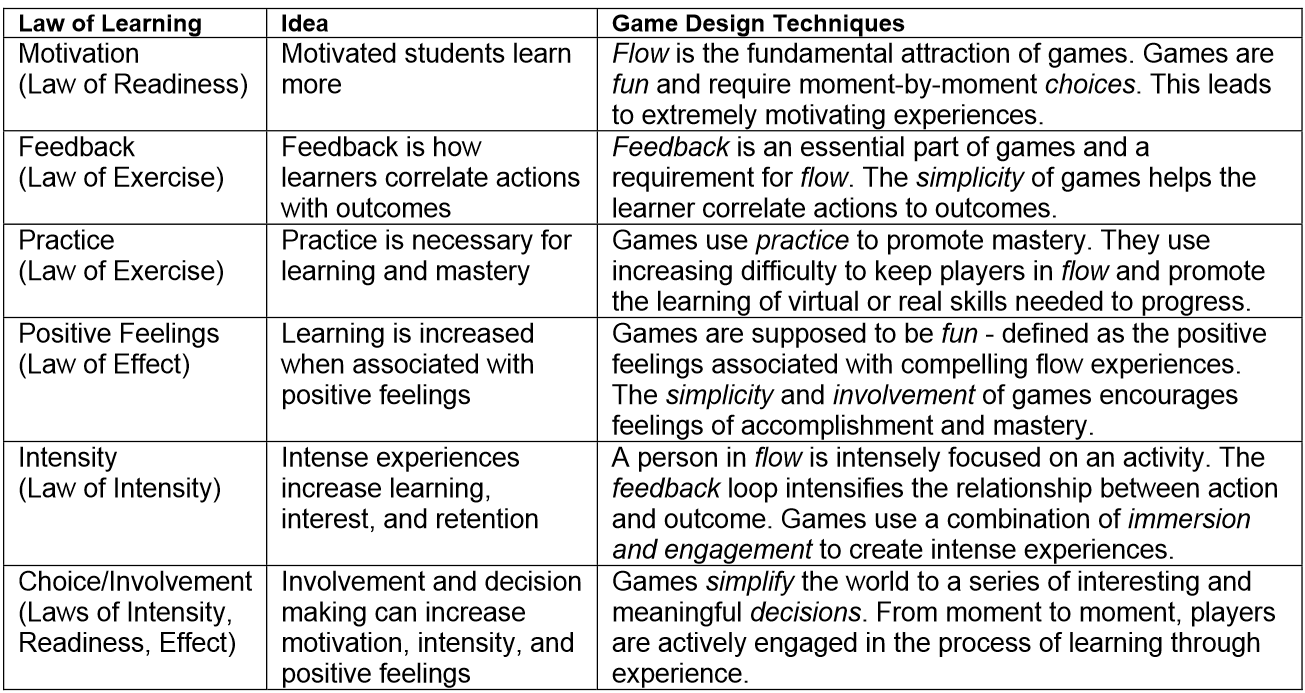 Law of Learning
Idea
Game Design Techniques
Motivation
(Law of Readiness)
Motivated students learn
more
Flow is the fundamental attraction of games. Games are
fun and require moment-by-moment choices. This leads
to extremely motivating experiences.
Feedback
(Law of Exercise)
Feedback is how
learners correlate actions
with outcomes
Feedback is an essential part of games and a
requirement for flow. The simplicity of games helps the
learner correlate actions to outcomes.
Practice
(Law of Exercise)
Practice is necessary for
learning and mastery
Games use practice to promote mastery. They use
increasing difficulty to keep players in flow and promote
the learning of virtual or real skills needed to progress.
Positive Feelings
(Law of Effect)
Learning is increased
when associated with
positive feelings
Games are supposed to be fun - defined as the positive
feelings associated with compelling flow experiences.
The simplicity and involvement of games encourages
feelings of accomplishment and mastery.
Intensity
(Law of Intensity)
Intense experiences
increase learning,
interest, and retention
A person in flow is intensely focused on an activity. The
feedback loop intensifies the relationship between action
and outcome. Games use a combination of immersion
and engagement to create intense experiences.
Choice/Involvement
(Laws of Intensity,
Readiness, Effect)
Involvement and decision
making can increase
motivation, intensity, and
positive feelings
Games simplify the world to a series of interesting and
meaningful decisions. From moment to moment, players
are actively engaged in the process of learning through
experience.